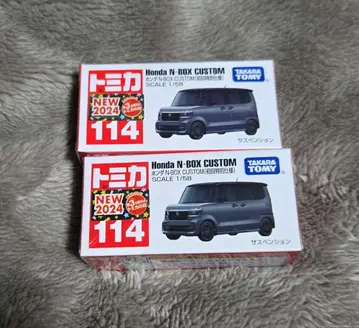 トミカ
Honda N-BOX CUSTOM
ホンダ N-BOX CUSTOM(初回特別仕様)
SCALE 1/58
TAKARA TOMY
NEW
2024
114
サスペンション
トミカ
Honda N-BOX CUSTOM
ホンダ N-BOX CUSTOM(初回特別仕様)
SCALE 1/58
TAKARA TOMY
NEW
2024
114
サスペンション